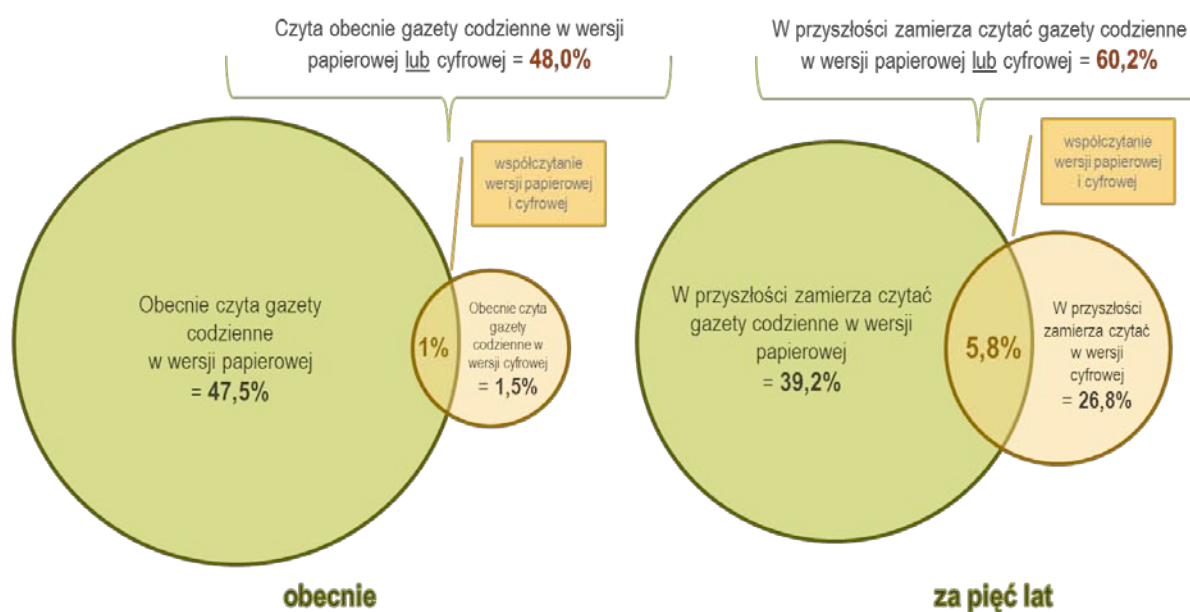 Czyta obecnie gazety codzienne w wersji
papierowej lub cyfrowej = 48,0%
współczytanie
wersji papierowej
i cyfrowej
Obecnie czyta gazety
codzienne
w wersji papierowej
= 47,5%
1%
Obecnie czyta
gazety
codzienne w
wersji cyfrowej
= 1,5%
obecnie
W przyszłości zamierza czytać gazety codzienne
w wersji papierowej lub cyfrowej = 60,2%
współczytanie
wersji papierowej
i cyfrowej
W przyszłości zamierza czytać
gazety codzienne w wersji
papierowej
= 39,2%
5,8%
W przyszłości
zamierza czytać
w wersji
cyfrowej
= 26,8%
za pięć lat